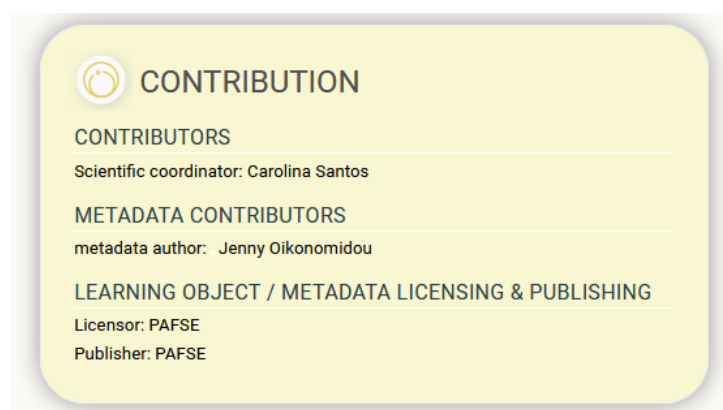 CONTRIBUTION
CONTRIBUTORS
Scientific coordinator: Carolina Santos
METADATA CONTRIBUTORS
metadata author: Jenny Oikonomidou
LEARNING OBJECT / METADATA LICENSING & PUBLISHING
Licensor: PAFSE
Publisher: PAFSE